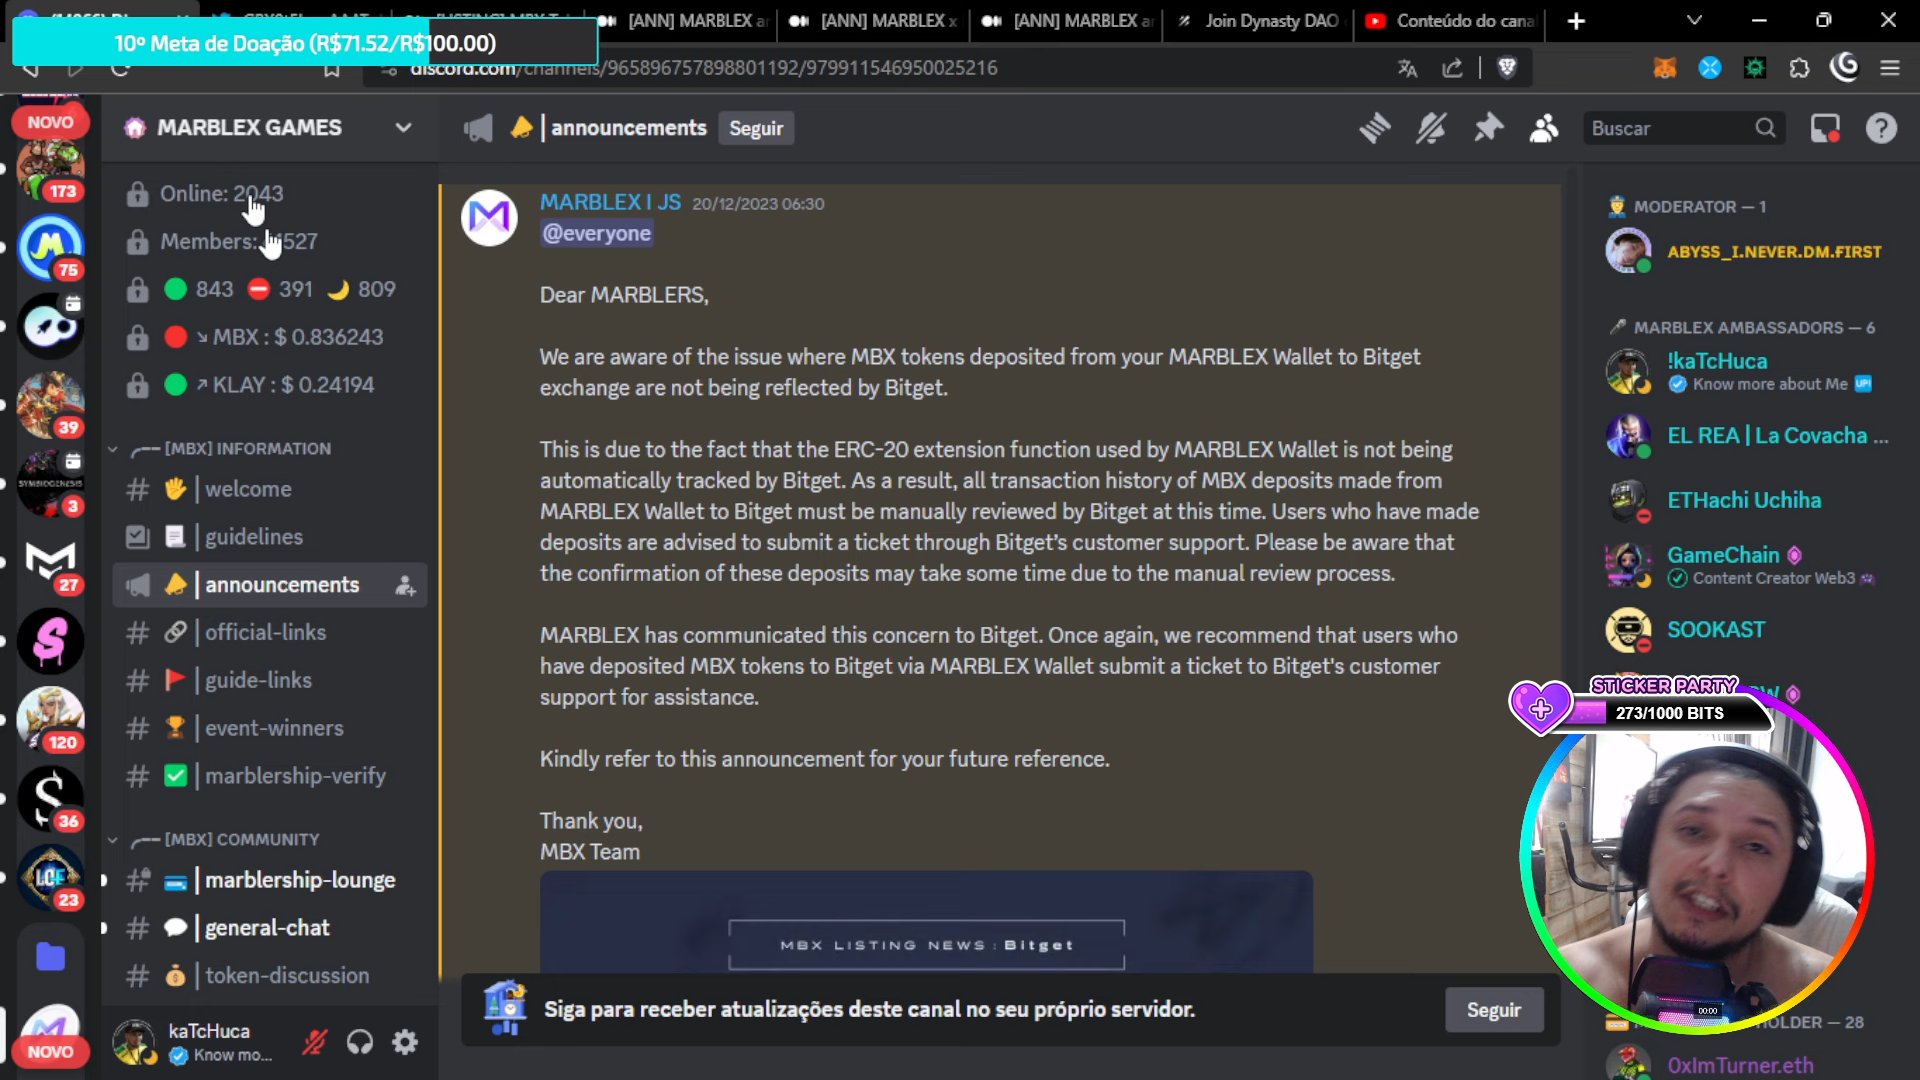 [ANN] MARBLEX a
[ANN] MARBLEX x
[ANN] MARBLEX a
Join Dynasty DAO
Conteúdo do cana
10º Meta de Doação (R$71.52/R$100.00)
discord.com/channels/965896757898801192/979911546950025216
NOVO
MARBLEX GAMES
announcements
Seguir
Buscar
Online: 2043
Members: 527
843 391 809
MBX : $ 0.836243
KLAY : $ 0.24194
[MBX] INFORMATION
welcome
guidelines
announcements
official-links
guide-links
event-winners
marblership-verify
[MBX] COMMUNITY
marblership-lounge
general-chat
token-discussion
173
75
39
SYMBIOGENESIS
3
27
120
36
LCF
23
NOVO
kaTcHuca
Know mo...
MARBLEX I JS 20/12/2023 06:30
@everyone
Dear MARBLERS,
We are aware of the issue where MBX tokens deposited from your MARBLEX Wallet to Bitget
exchange are not being reflected by Bitget.
This is due to the fact that the ERC-20 extension function used by MARBLEX Wallet is not being
automatically tracked by Bitget. As a result, all transaction history of MBX deposits made from
MARBLEX Wallet to Bitget must be manually reviewed by Bitget at this time. Users who have made
deposits are advised to submit a ticket through Bitget's customer support. Please be aware that
the confirmation of these deposits may take some time due to the manual review process.
MARBLEX has communicated this concern to Bitget. Once again, we recommend that users who
have deposited MBX tokens to Bitget via MARBLEX Wallet submit a ticket to Bitget's customer
support for assistance.
Kindly refer to this announcement for your future reference.
Thank you,
MBX Team
MBX LISTING NEWS : Bitget
Siga para receber atualizações deste canal no seu próprio servidor.
Seguir
MODERATOR — 1
ABYSS_I.NEVER.DM.FIRST
MARBLEX AMBASSADORS — 6
!kaTcHuca
Know more about Me UP!
EL REA | La Covacha ...
ETHachi Uchiha
GameChain
Content Creator Web3
SOOKAST
STICKER PARTY
273/1000 BITS
00:00
HOLDER — 28
0xImTurner.eth